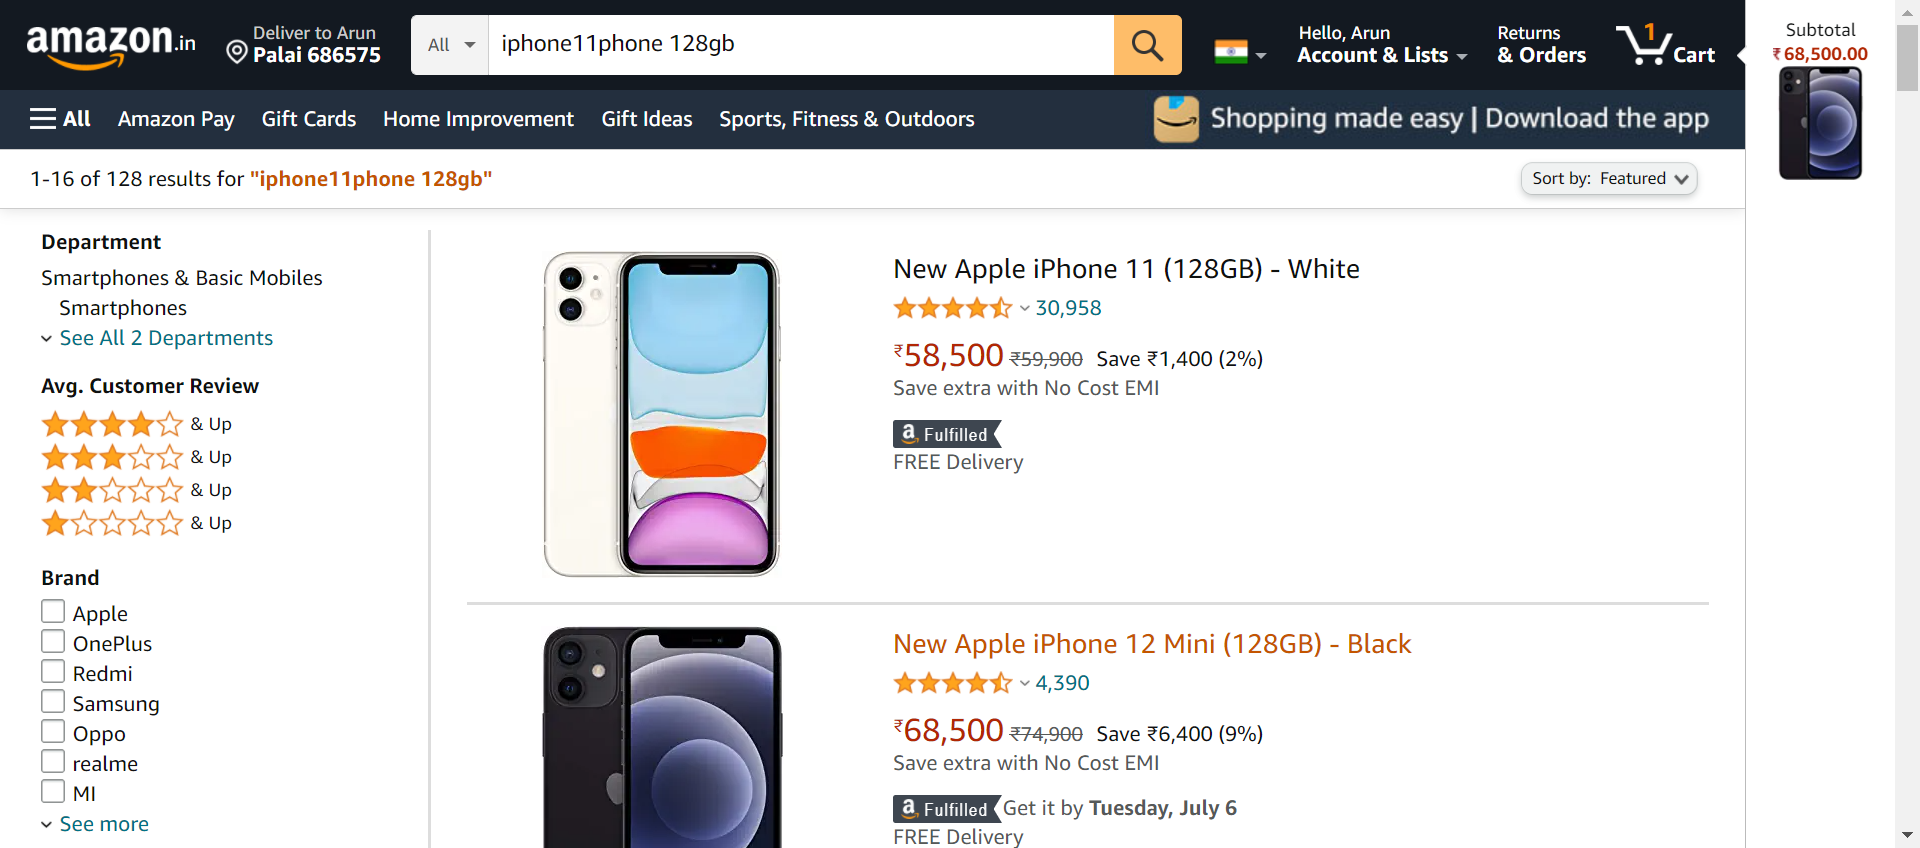 amazon.in
Deliver to Arun
Palai 686575
All
iphone11phone 128gb
Hello, Arun
Account & Lists
Returns
& Orders
1
Cart
Subtotal
₹68,500.00
All
Amazon Pay
Gift Cards
Home Improvement
Gift Ideas
Sports, Fitness & Outdoors
Shopping made easy | Download the app
1-16 of 128 results for "iphone11phone 128gb"
Sort by: Featured
Department
Smartphones & Basic Mobiles
Smartphones
See All 2 Departments
Avg. Customer Review
& Up
& Up
& Up
& Up
Brand
Apple
OnePlus
Redmi
Samsung
Oppo
realme
MI
See more
New Apple iPhone 11 (128GB) - White
30,958
₹58,500 ₹59,900 Save ₹1,400 (2%)
Save extra with No Cost EMI
a Fulfilled
FREE Delivery
New Apple iPhone 12 Mini (128GB) - Black
4,390
₹68,500 ₹74,900 Save ₹6,400 (9%)
Save extra with No Cost EMI
a Fulfilled Get it by Tuesday, July 6
FREE Delivery